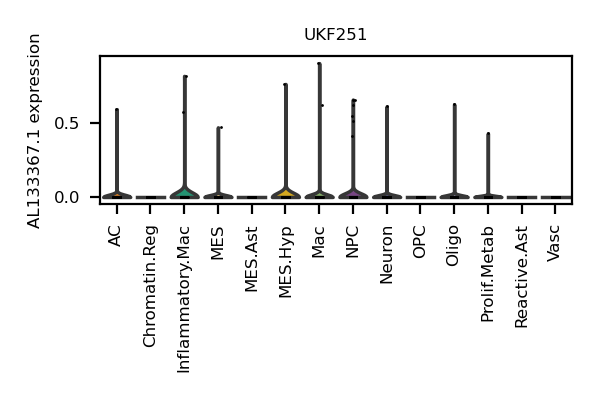 UKF251
AL133367.1 expression
0.5
0.0
AC
Chromatin.Reg
Inflammatory.Mac
MES
MES.Ast
MES.Hyp
Mac
NPC
Neuron
OPC
Oligo
Prolif.Metab
Reactive.Ast
Vasc